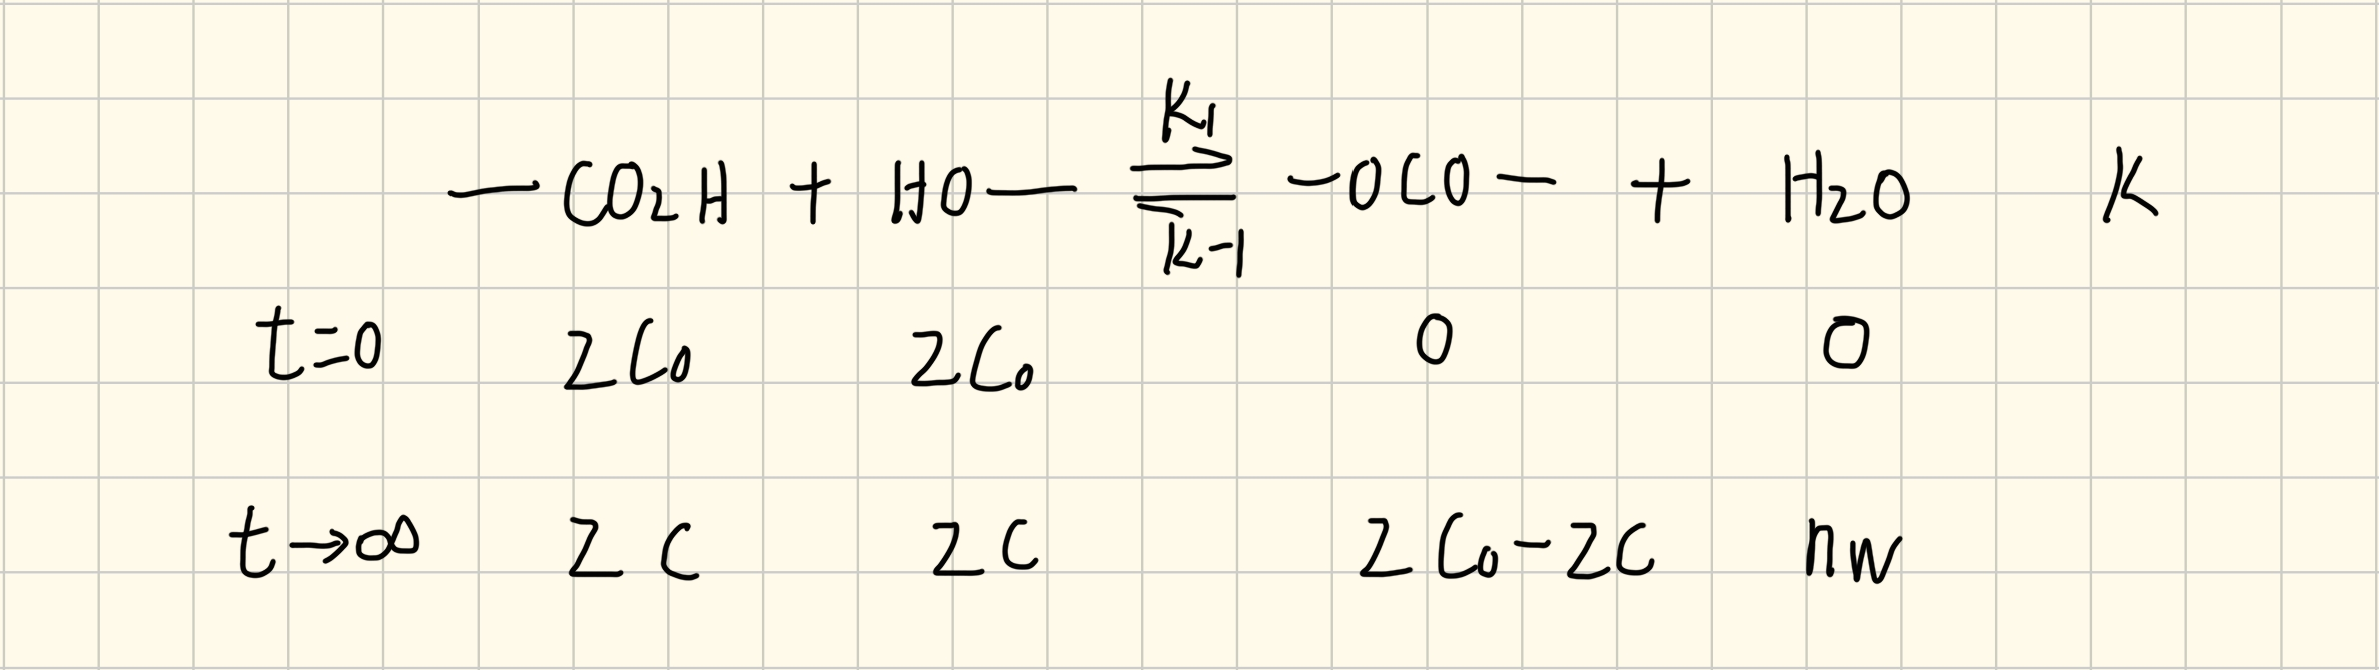 k₁
—CO₂H + HO— ⇌ —OCO— + H₂O K
k-1
t=0 2C₀ 2C₀ 0 0
t→∞ 2C 2C 2C₀-2C nw